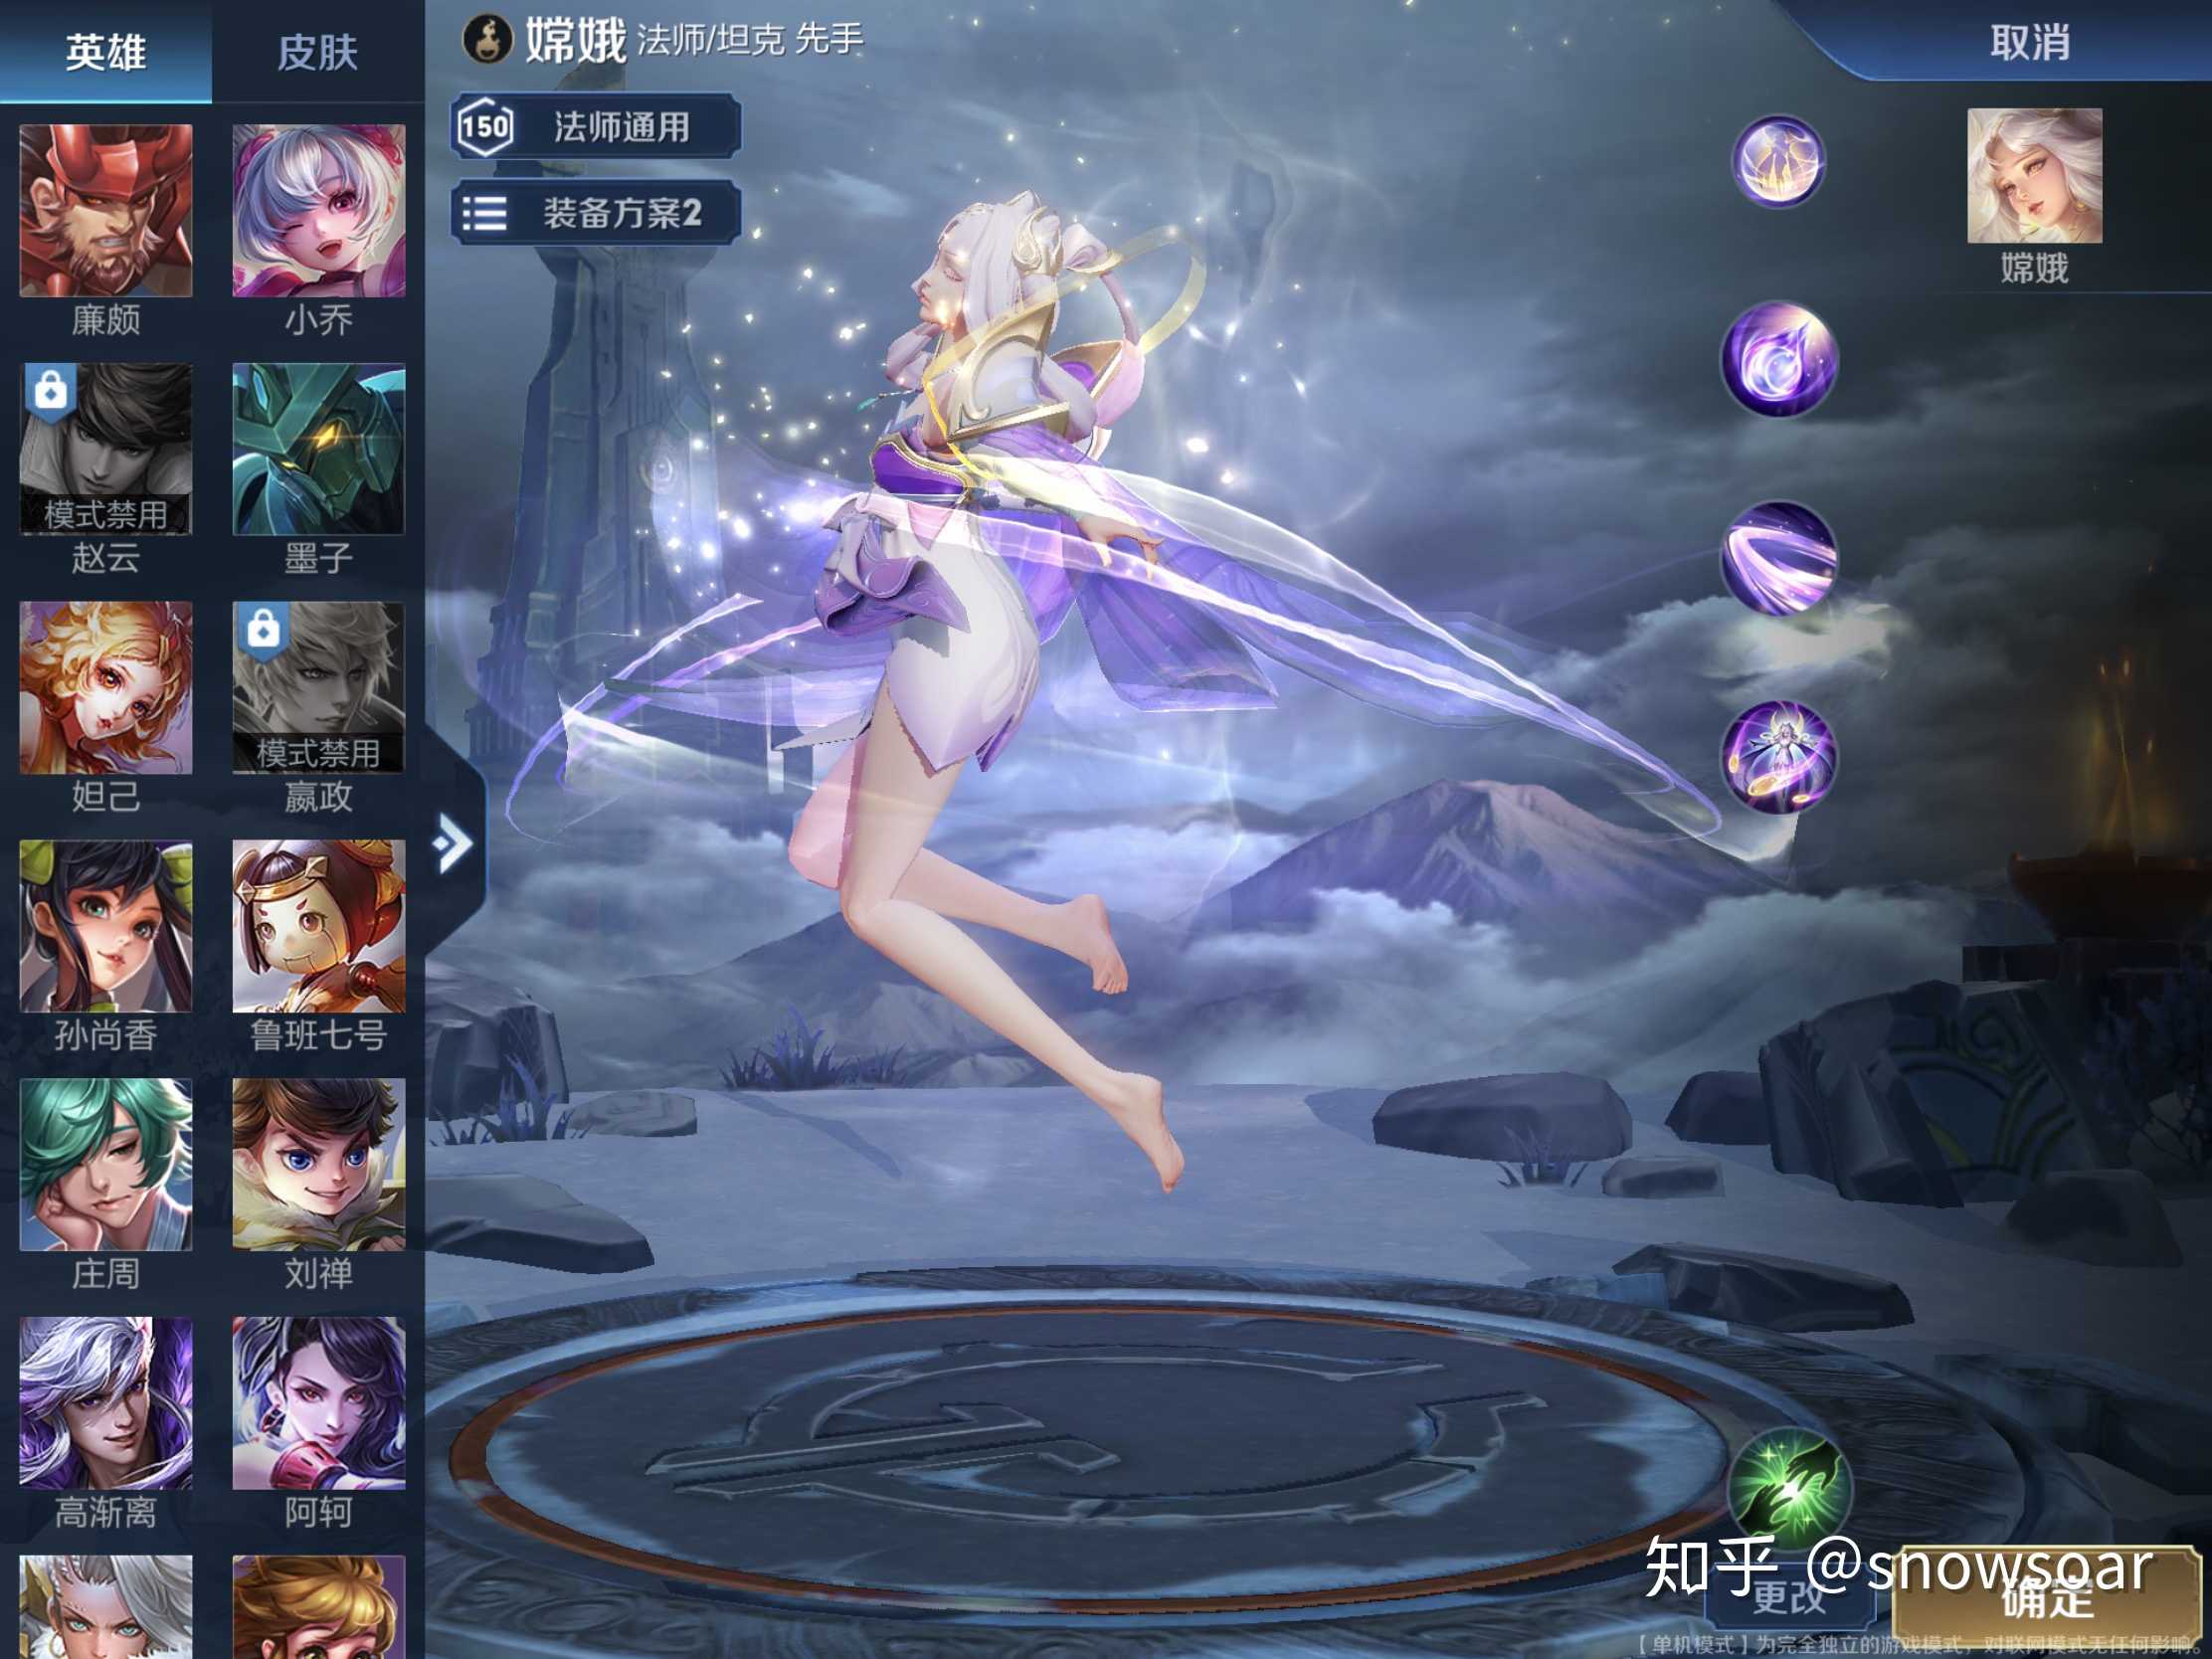 英雄
皮肤
嫦娥 法师/坦克 先手
取消
150 法师通用
装备方案2
嫦娥
廉颇
小乔
模式禁用
赵云
墨子
妲己
模式禁用
嬴政
孙尚香
鲁班七号
庄周
刘禅
高渐离
阿轲
知乎 @snowsoar
更改
确定
【单机模式】为完全独立的游戏模式，对联网模式无任何影响。